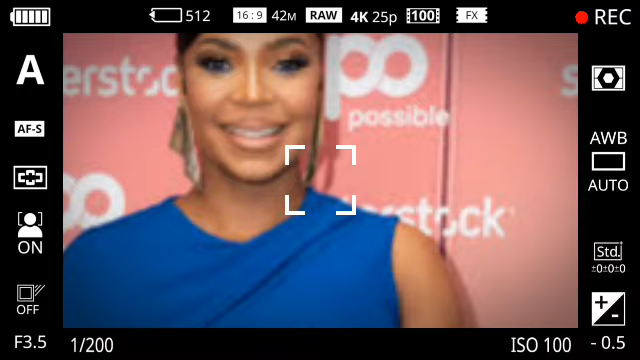 512 16 : 9 42M RAW 4K 25p 100 FX REC
A
AF-S
ON
OFF
F3.5
1/200
ISO 100
AWB
AUTO
Std.
±0±0±0
- 0.5
erstoc
possible
erstock